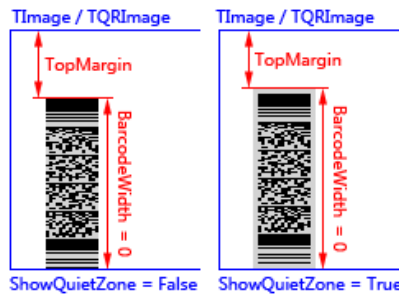 TImage / TQRImage
TopMargin
BarcodeWidth = 0
ShowQuietZone = False
TImage / TQRImage
TopMargin
BarcodeWidth = 0
ShowQuietZone = True